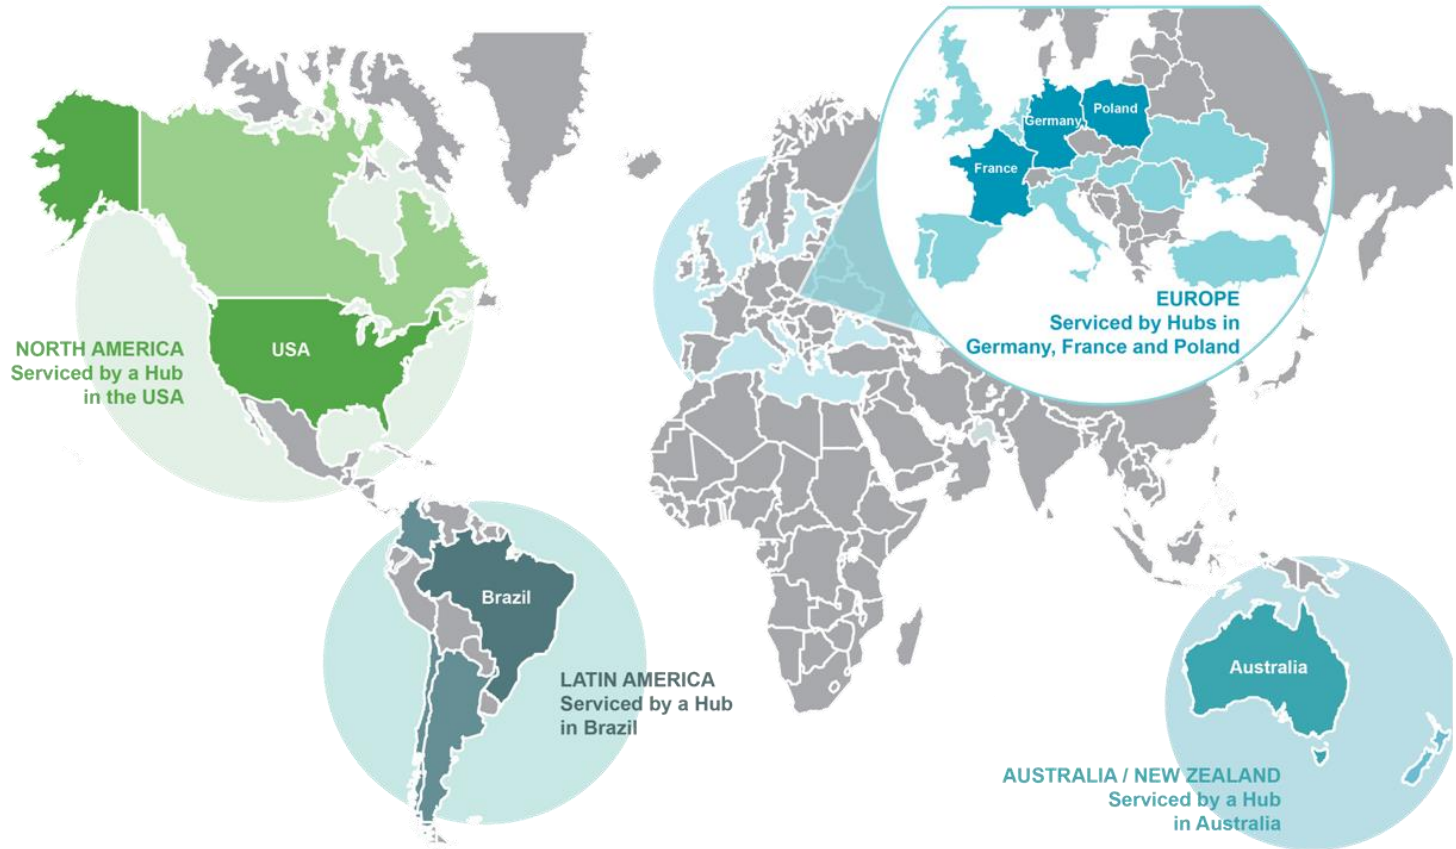 Poland
Germany
France
EUROPE
Serviced by Hubs in
Germany, France and Poland
USA
NORTH AMERICA
Serviced by a Hub
in the USA
Brazil
LATIN AMERICA
Serviced by a Hub
in Brazil
Australia
AUSTRALIA / NEW ZEALAND
Serviced by a Hub
in Australia